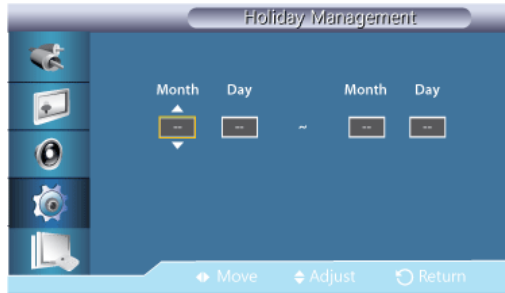 Holiday Management
Month Day Month Day
-- -- ~ -- --
Move Adjust Return